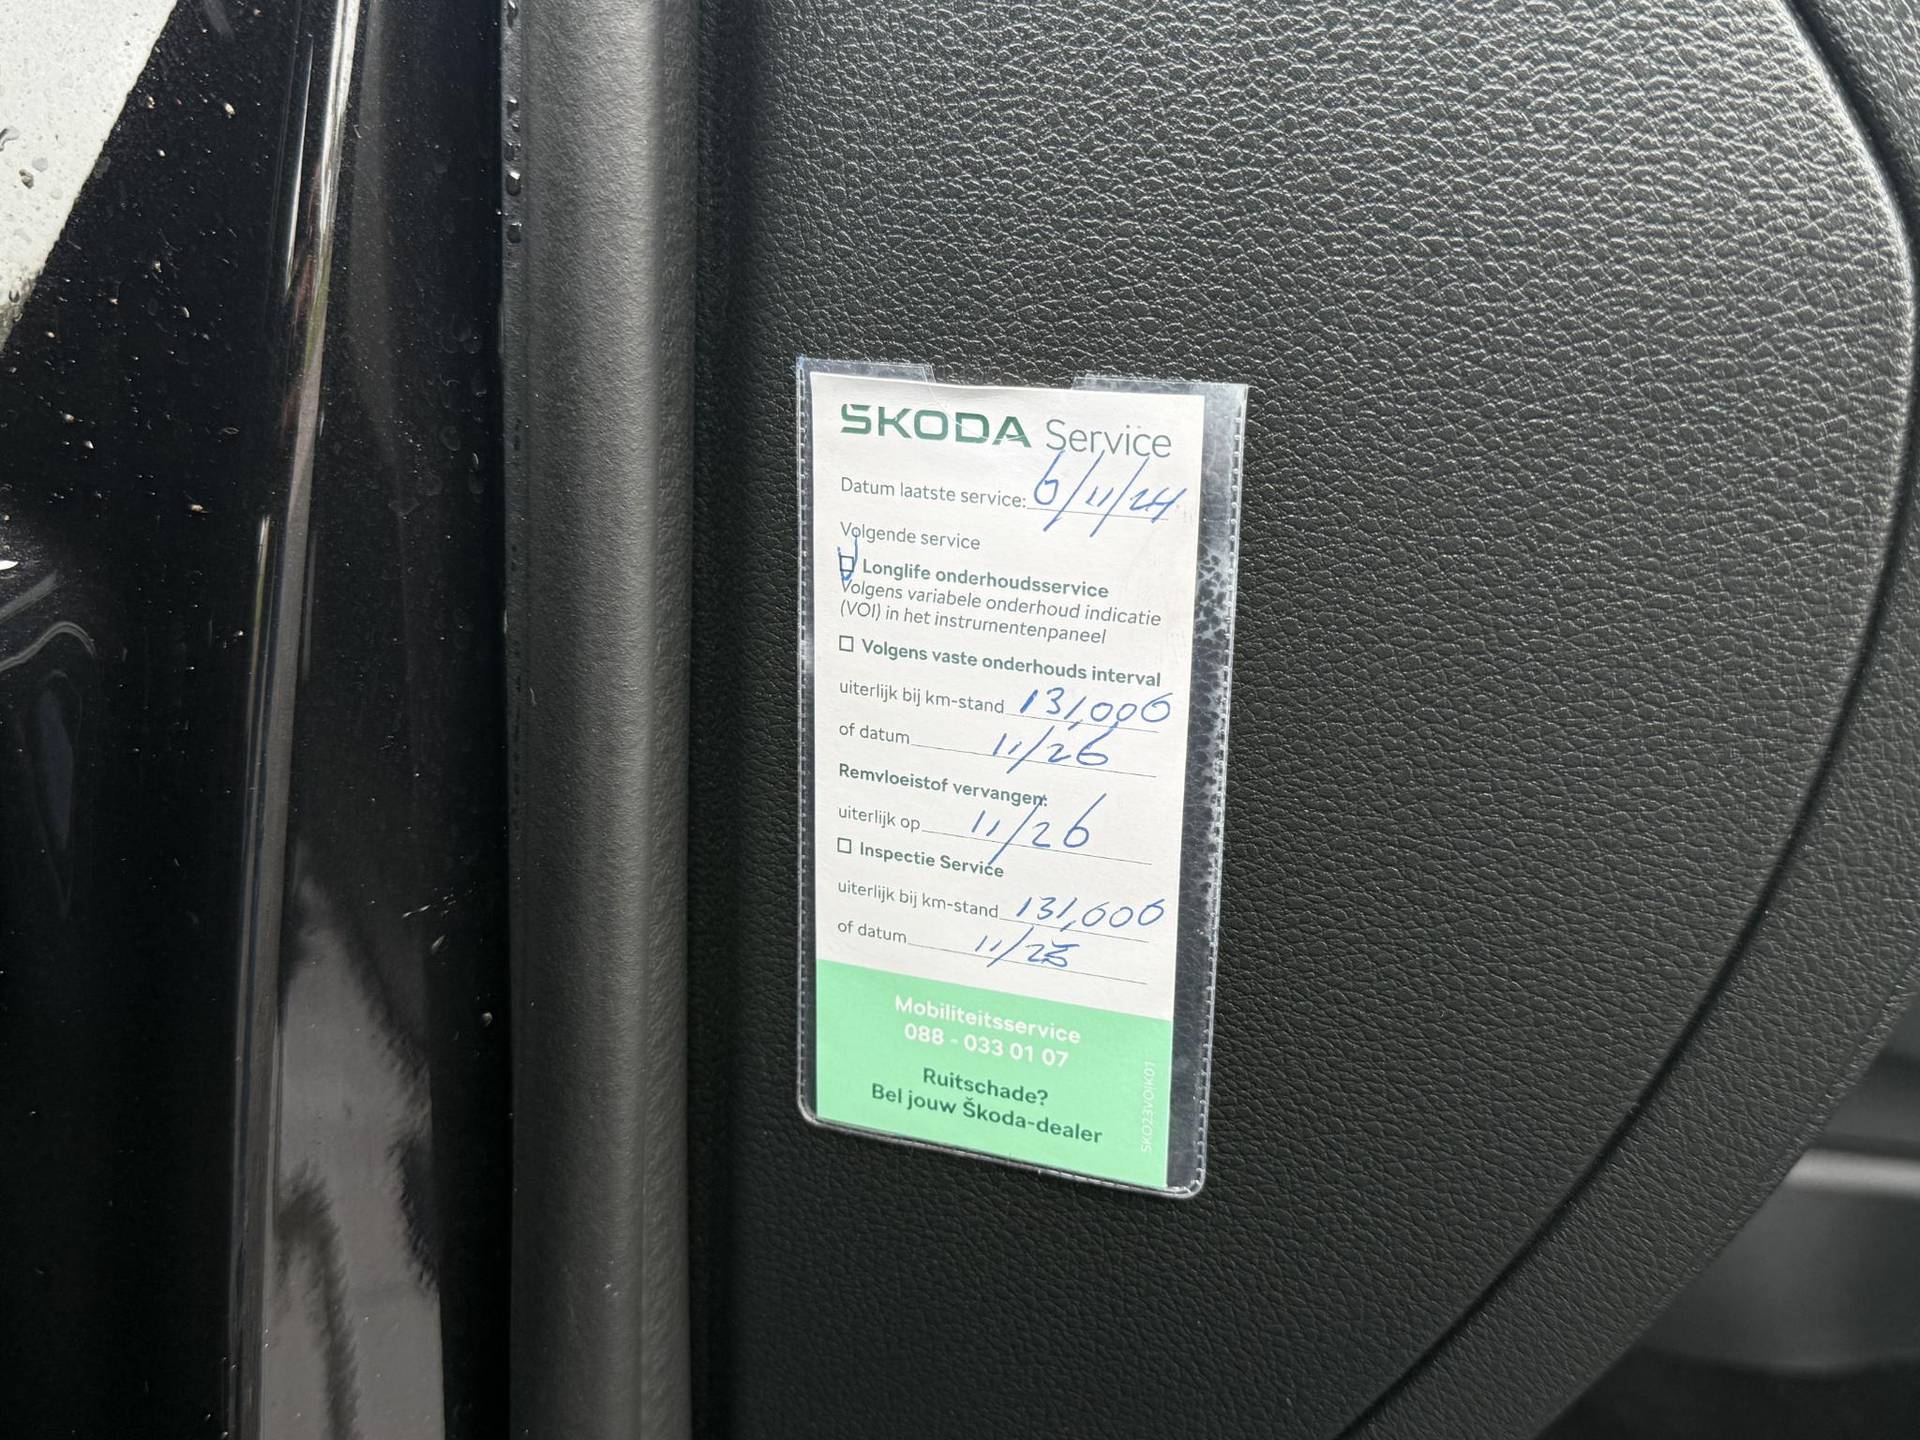 ŠKODA Service
Datum laatste service: 6/11/24
Volgende service
Longlife onderhoudsservice
Volgens variabele onderhoud indicatie
(VOI) in het instrumentenpaneel
Volgens vaste onderhouds interval
uiterlijk bij km-stand 131,000
of datum 11/26
Remvloeistof vervangen:
uiterlijk op 11/26
Inspectie Service
uiterlijk bij km-stand 131,000
of datum
Mobiliteitsservice
088 - 033 01 07
Ruitschade?
Bel jouw Škoda-dealer
SKO23VOIK01